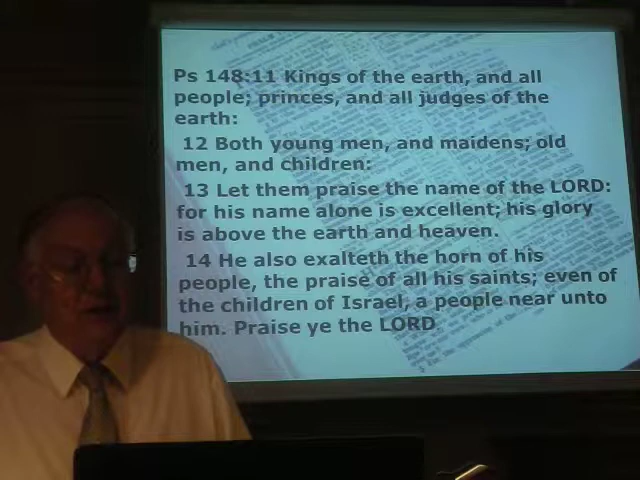 Ps 148:11 Kings of the earth, and all
people; princes, and all judges of the
earth:
12 Both young men, and maidens; old
men, and children:
13 Let them praise the name of the LORD:
for his name alone is excellent; his glory
is above the earth and heaven.
14 He also exalteth the horn of his
people, the praise of all his saints; even of
the children of Israel, a people near unto
him. Praise ye the LORD